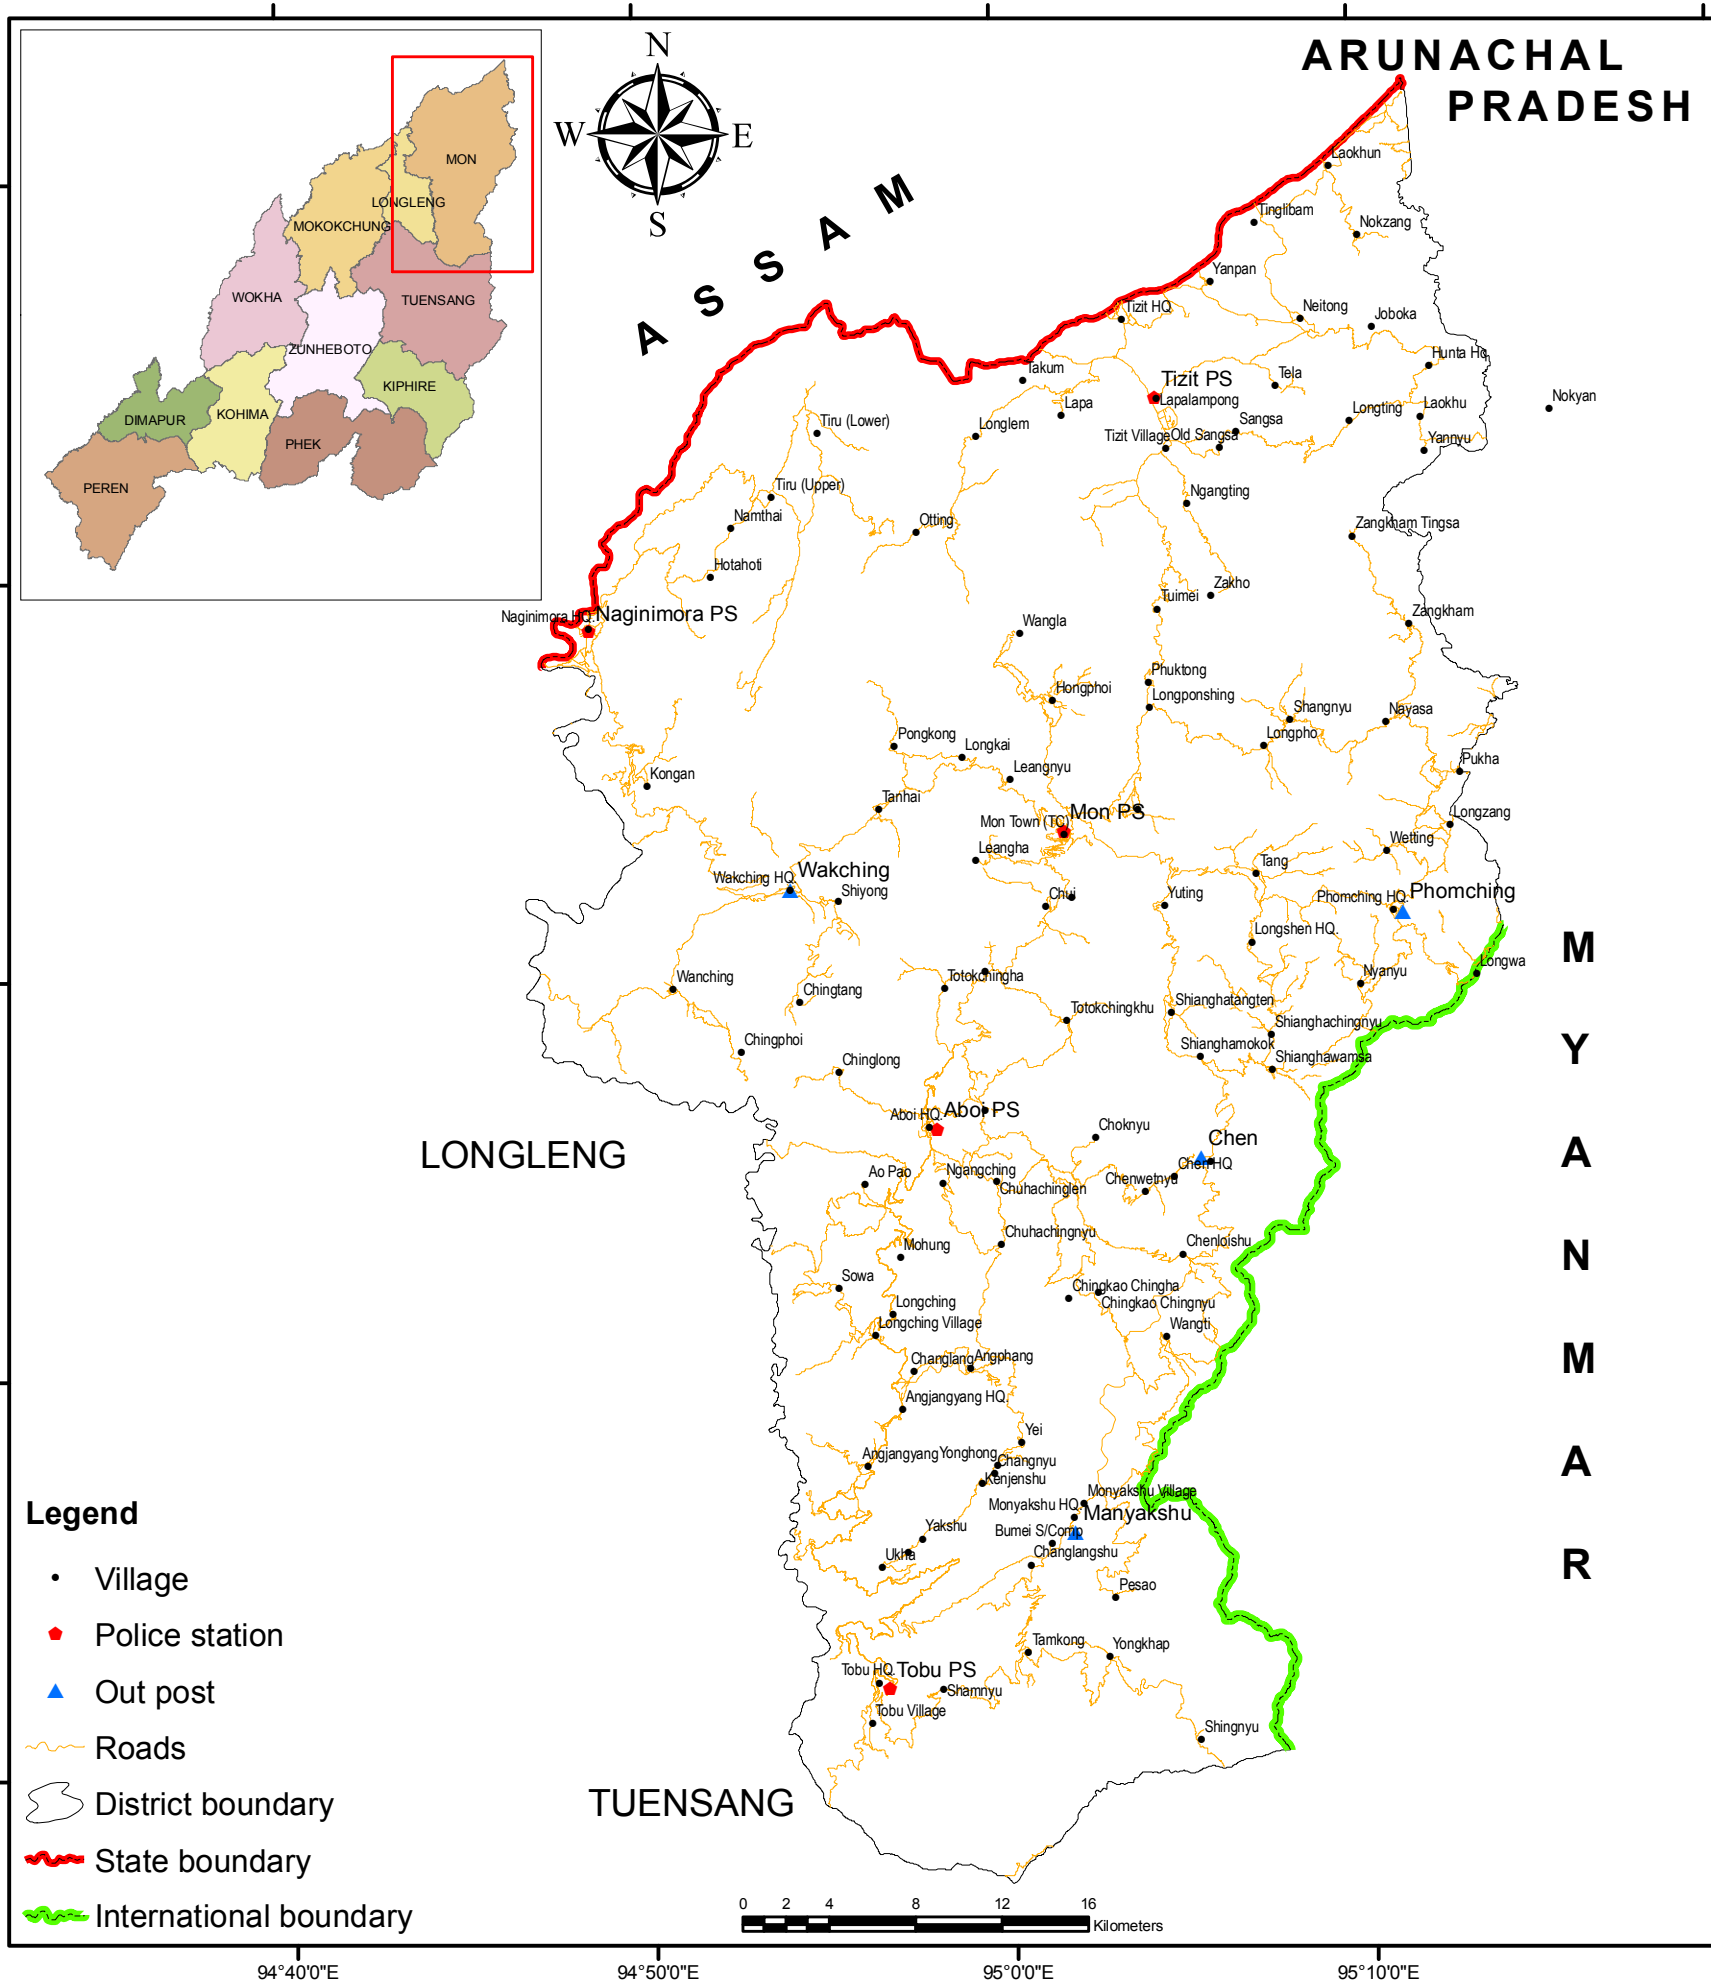 ARUNACHAL
PRADESH
N
W
E
S
MON
LONGLENG
MOKOKCHUNG
WOKHA
TUENSANG
ZUNHEBOTO
KIPHIRE
DIMAPUR
KOHIMA
PHEK
PEREN
ASSAM
Laokhun
Tinglibam
Nokzang
Yanpan
Tizit HQ
Neitong
Joboka
Hunta Hq
Takum
Tizit PS
Tela
Nokyan
Lapalampong
Lapa
Longting
Laokhu
Tiru (Lower)
Longlem
Sangsa
Tizit Village
Old Sangsa
Yannyu
Tiru (Upper)
Ngangting
Namthai
Otting
Zangkham Tingsa
Hotahoti
Zakho
Tuimei
Naginimora HQ.
Naginimora PS
Wangla
Zangkham
Phuktong
Hongphoi
Longponshing
Shangnyu
Nayasa
Pongkong
Longkai
Longpho
Kongan
Leangnyu
Pukha
Tanhai
Mon PS
Mon Town (TC)
Longzang
Wetting
Leangha
Tang
Wakching HQ.
Wakching
Shiyong
Chui
Yuting
Phomching HQ.
Phomching
Longshen HQ.
Longwa
Wanching
Totokchingha
Nyanyu
Chingtang
Totokchingkhu
Shianghatangten
Shianghachingnyu
Chingphoi
Shianghamokok
Chinglong
Shianghawamsa
Aboi HQ.
Aboi PS
Choknyu
Chen
LONGLENG
Ao Pao
Ngangching
Chen HQ
Chenwetnyu
Chuhachinglen
Mohung
Chuhachingnyu
Chenloishu
Sowa
Chingkao Chingha
Chingkao Chingnyu
Longching
Longching Village
Wangti
Changlang
Angphang
Angjangyang HQ.
Yei
Angjangyang
Yonghong
Changnyu
Kenjenshu
Monyakshu Village
Monyakshu HQ
Manyakshu
Yakshu
Bumei S/Comp
Ukha
Changlangshu
Pesao
Tamkong
Yongkhap
Tobu HQ.
Tobu PS
Shamnyu
Tobu Village
Shingnyu
TUENSANG
MYANMAR
Legend
Village
Police station
Out post
Roads
District boundary
State boundary
International boundary
0 2 4 8 12 16
Kilometers
94°40'0"E 94°50'0"E 95°0'0"E 95°10'0"E